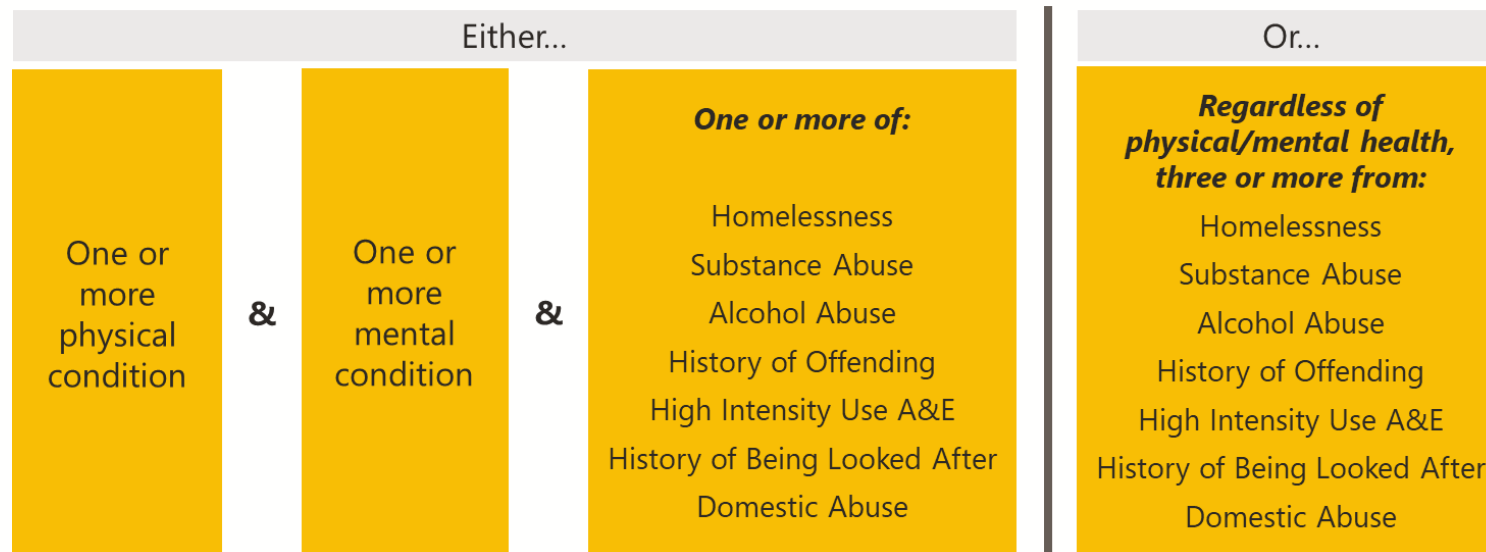 Either...
One or
more
physical
condition
&
One or
more
mental
condition
&
One or more of:
Homelessness
Substance Abuse
Alcohol Abuse
History of Offending
High Intensity Use A&E
History of Being Looked After
Domestic Abuse
Or...
Regardless of
physical/mental health,
three or more from:
Homelessness
Substance Abuse
Alcohol Abuse
History of Offending
High Intensity Use A&E
History of Being Looked After
Domestic Abuse